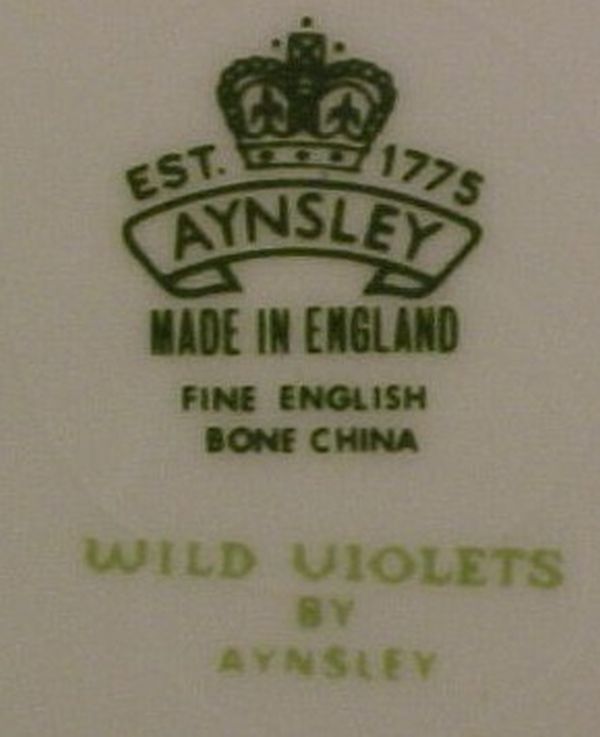 EST. 1775
AYNSLEY
MADE IN ENGLAND
FINE ENGLISH
BONE CHINA
WILD VIOLETS
BY
AYNSLEY